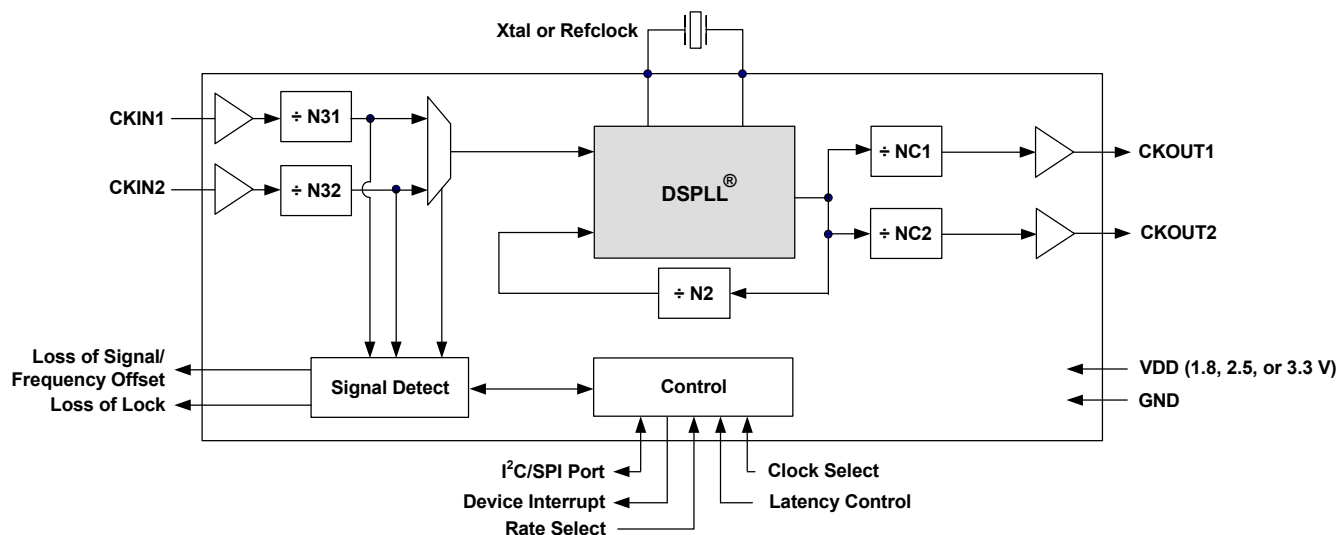 Xtal or Refclock
CKIN1
÷ N31
CKIN2
÷ N32
DSPLL®
÷ NC1
CKOUT1
÷ NC2
CKOUT2
÷ N2
Loss of Signal/
Frequency Offset
Loss of Lock
Signal Detect
Control
VDD (1.8, 2.5, or 3.3 V)
GND
I²C/SPI Port
Device Interrupt
Rate Select
Clock Select
Latency Control